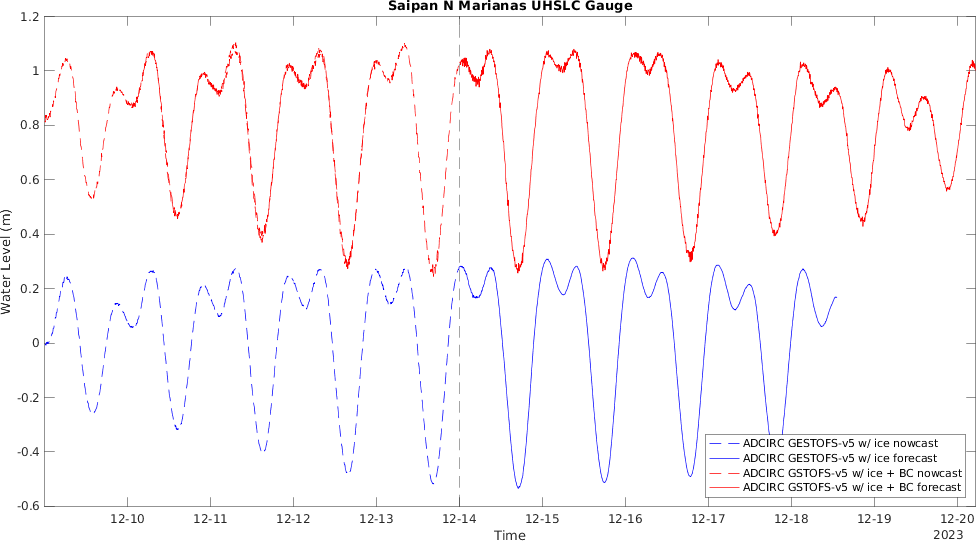 Saipan N Marianas UHSLC Gauge
1.2
1
0.8
0.6
0.4
0.2
0
-0.2
-0.4
-0.6
Water Level (m)
ADCIRC GESTOFS-v5 w/ ice nowcast
ADCIRC GESTOFS-v5 w/ ice forecast
ADCIRC GSTOFS-v5 w/ ice + BC nowcast
ADCIRC GSTOFS-v5 w/ ice + BC forecast
12-10 12-11 12-12 12-13 12-14 12-15 12-16 12-17 12-18 12-19 12-20
Time
2023